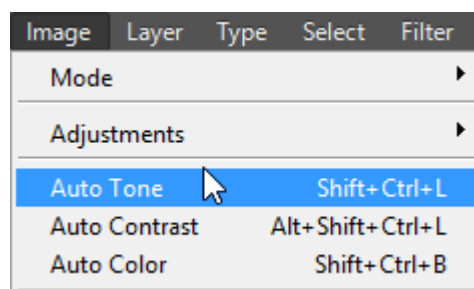 Image Layer Type Select Filter
Mode
Adjustments
Auto Tone Shift+Ctrl+L
Auto Contrast Alt+Shift+Ctrl+L
Auto Color Shift+Ctrl+B